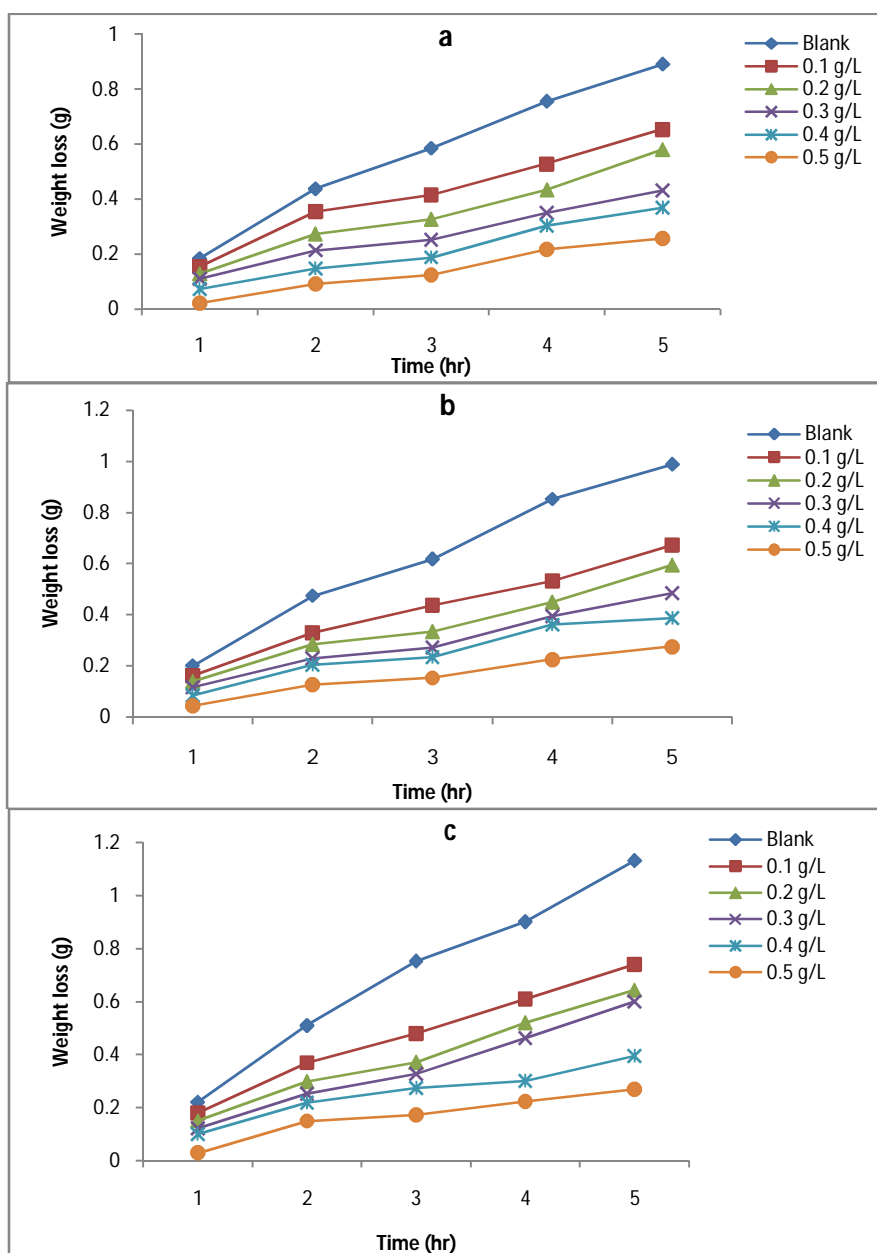 a
1
0.8
0.6
0.4
0.2
0
Weight loss (g)
1 2 3 4 5
Time (hr)
Blank
0.1 g/L
0.2 g/L
0.3 g/L
0.4 g/L
0.5 g/L
b
1.2
1
0.8
0.6
0.4
0.2
0
Weight loss (g)
1 2 3 4 5
Time (hr)
Blank
0.1 g/L
0.2 g/L
0.3 g/L
0.4 g/L
0.5 g/L
c
1.2
1
0.8
0.6
0.4
0.2
0
Weight loss (g)
1 2 3 4 5
Time (hr)
Blank
0.1 g/L
0.2 g/L
0.3 g/L
0.4 g/L
0.5 g/L